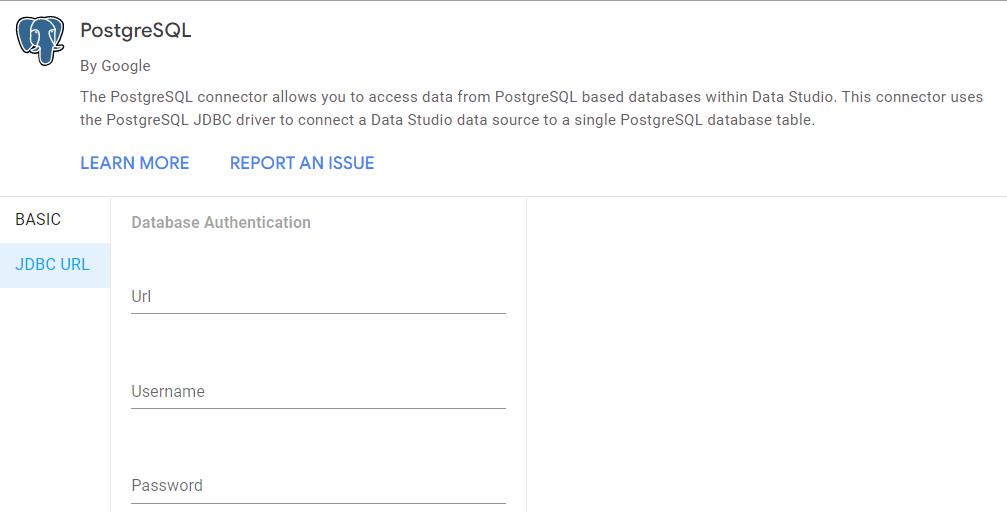 PostgreSQL
By Google
The PostgreSQL connector allows you to access data from PostgreSQL based databases within Data Studio. This connector uses
the PostgreSQL JDBC driver to connect a Data Studio data source to a single PostgreSQL database table.
LEARN MORE REPORT AN ISSUE
BASIC
JDBC URL
Database Authentication
Url
Username
Password